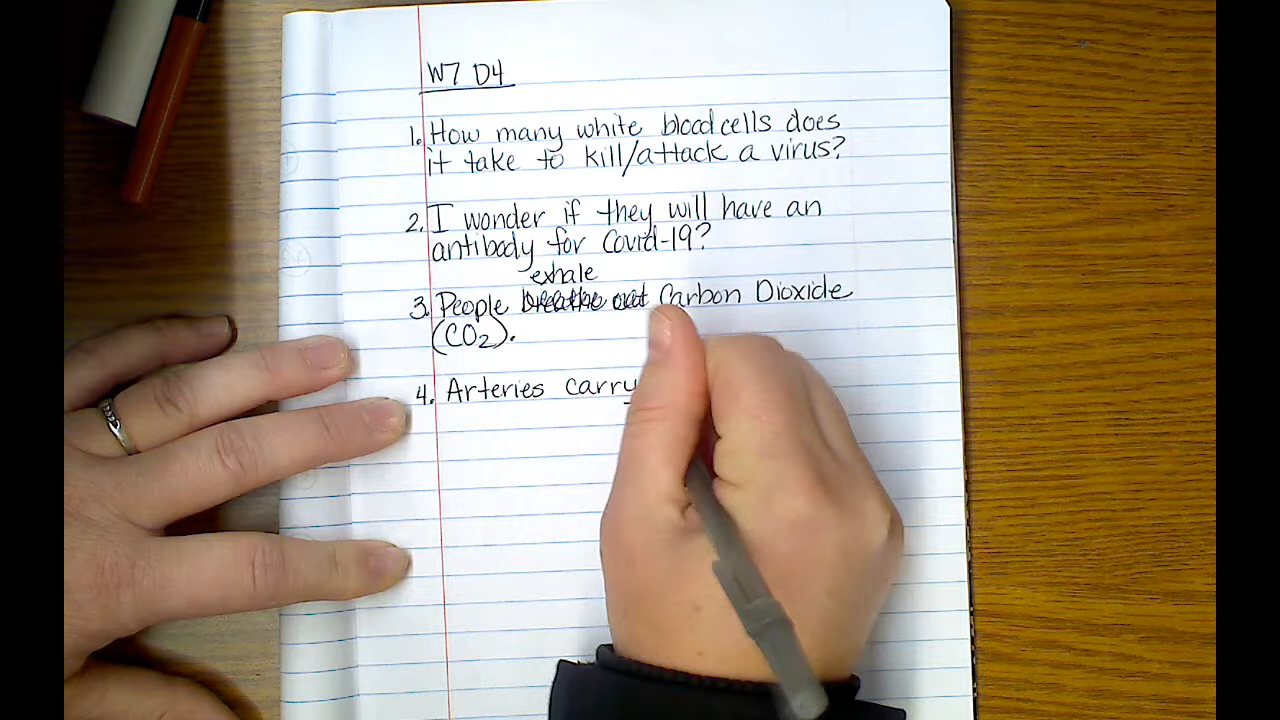 W7 D4
1. How many white blood cells does
it take to kill/attack a virus?
2. I wonder if they will have an
antibody for Covid-19?
exhale
3. People breathe out Carbon Dioxide
(CO2).
4. Arteries carry